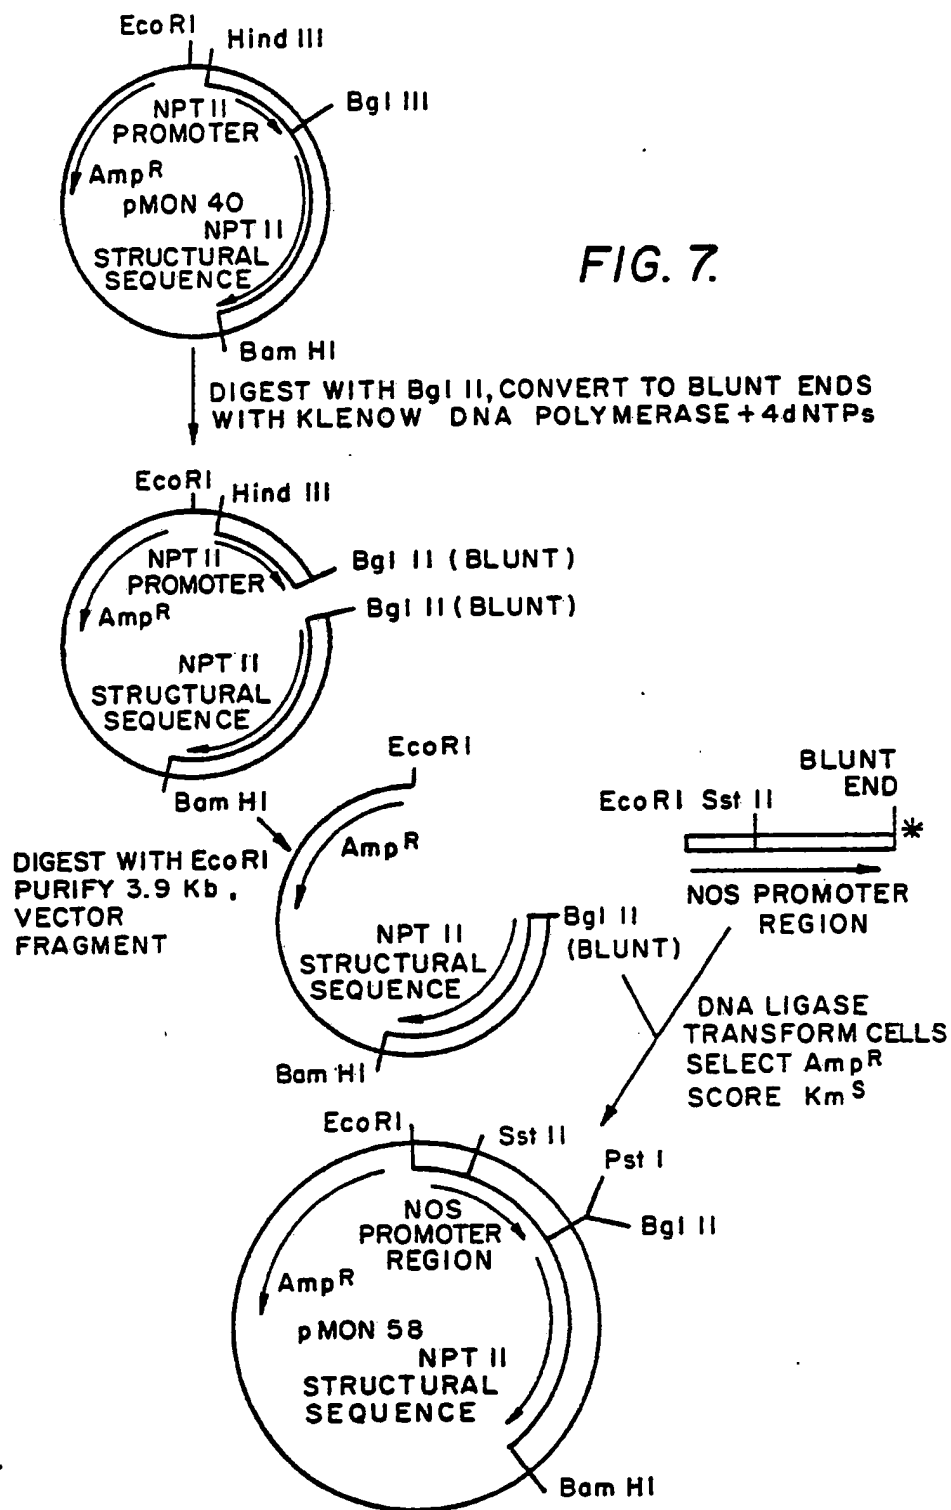 EcoRI
Hind III
NPT II
PROMOTER
Bgl III
AmpR
pMON 40
NPT II
STRUCTURAL
SEQUENCE
FIG. 7.
Bam HI
DIGEST WITH Bgl II, CONVERT TO BLUNT ENDS
WITH KLENOW DNA POLYMERASE + 4dNTPs
EcoRI
Hind III
NPT II
PROMOTER
Bgl II (BLUNT)
AmpR
Bgl II (BLUNT)
NPT II
STRUGTURAL
SEQUENCE
Bam HI
EcoRI
AmpR
BLUNT
END
EcoRI Sst II
*
NOS PROMOTER
REGION
DIGEST WITH EcoRI
PURIFY 3.9 Kb.
VECTOR
FRAGMENT
NPT II
STRUCTURAL
SEQUENCE
Bgl II
(BLUNT)
Bam HI
DNA LIGASE
TRANSFORM CELLS
SELECT AmpR
SCORE KmS
EcoRI
Sst II
Pst I
Bgl II
NOS
PROMOTER
REGION
AmpR
pMON 58
NPT II
STRUCTURAL
SEQUENCE
Bam HI